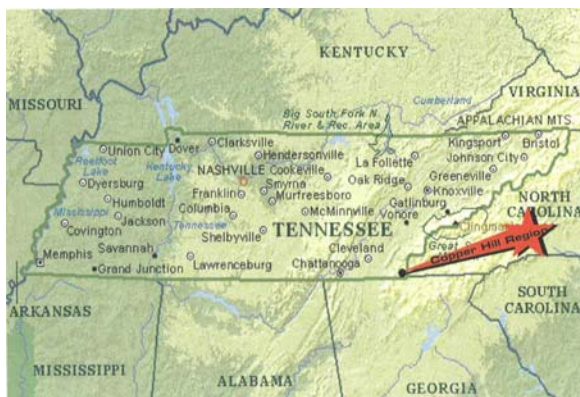 KENTUCKY
MISSOURI
VIRGINIA
Cumberland
Big South Fork N.
River & Rec. Area
APPALACHIAN MTS.
Union City
Dover
Clarksville
Kingsport
Bristol
Reelfoot
Lake
Kentucky
Lake
Hendersonville
La Follette
Johnson City
NASHVILLE
Cookeville
Greeneville
Dyersburg
Smyrna
Oak Ridge
Knoxville
Humboldt
Franklin
Murfreesboro
NORTH
CAROLINA
Mississippi
Jackson
Columbia
McMinnville
Gatlinburg
Vonore
Covington
Tennessee
Shelbyville
TENNESSEE
Great
Savannah
Cleveland
Copper Hill Region
Memphis
Grand Junction
Lawrenceburg
Chattanooga
SOUTH
CAROLINA
ARKANSAS
MISSISSIPPI
ALABAMA
GEORGIA